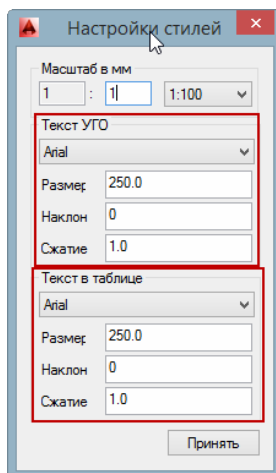 Настройки стилей
Масштаб в мм
1 : 1 1:100
Текст УГО
Arial
Размер 250.0
Наклон 0
Сжатие 1.0
Текст в таблице
Arial
Размер 250.0
Наклон 0
Сжатие 1.0
Принять